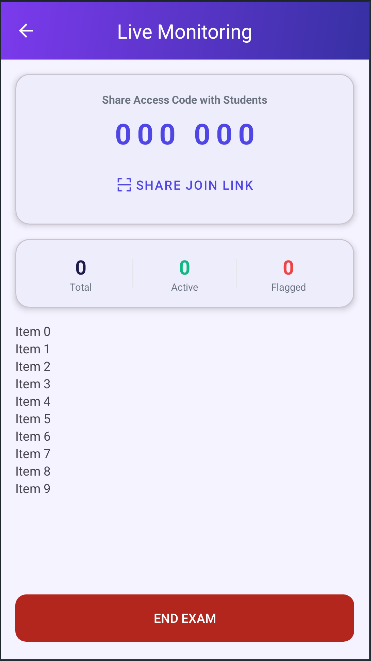 Live Monitoring
Share Access Code with Students
000 000
SHARE JOIN LINK
0 0 0
Total Active Flagged
Item 0
Item 1
Item 2
Item 3
Item 4
Item 5
Item 6
Item 7
Item 8
Item 9
END EXAM